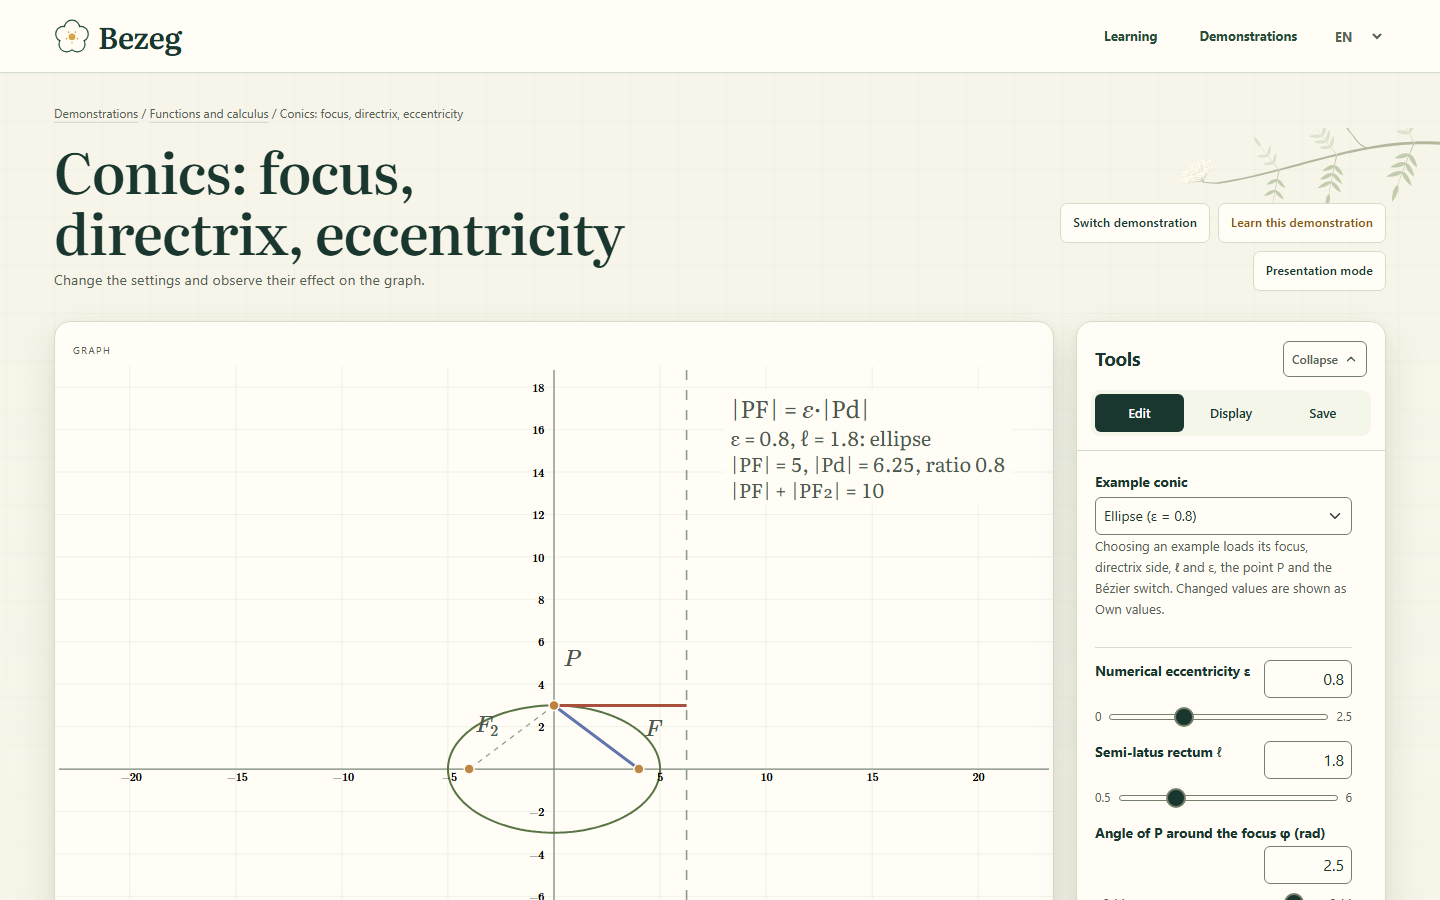 Bezeg
Learning
Demonstrations
EN
Demonstrations / Functions and calculus / Conics: focus, directrix, eccentricity
Conics: focus,
directrix, eccentricity
Change the settings and observe their effect on the graph.
Switch demonstration
Learn this demonstration
Presentation mode
GRAPH
|PF| = ε·|Pd|
ε = 0.8, ℓ = 1.8: ellipse
|PF| = 5, |Pd| = 6.25, ratio 0.8
|PF| + |PF₂| = 10
18
16
14
12
10
8
6
4
2
−2
−4
−6
−20
−15
−10
−5
5
10
15
20
P
F₂
F
Tools
Collapse
Edit
Display
Save
Example conic
Ellipse (ε = 0.8)
Choosing an example loads its focus,
directrix side, ℓ and ε, the point P and the
Bézier switch. Changed values are shown as
Own values.
Numerical eccentricity ε
0.8
0
2.5
Semi-latus rectum ℓ
1.8
0.5
6
Angle of P around the focus φ (rad)
2.5